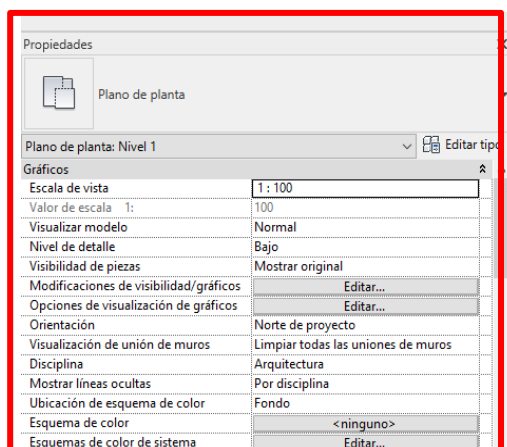 Propiedades
Plano de planta
Plano de planta: Nivel 1 Editar tipo
Gráficos
Escala de vista 1 : 100
Valor de escala 1: 100
Visualizar modelo Normal
Nivel de detalle Bajo
Visibilidad de piezas Mostrar original
Modificaciones de visibilidad/gráficos Editar...
Opciones de visualización de gráficos Editar...
Orientación Norte de proyecto
Visualización de unión de muros Limpiar todas las uniones de muros
Disciplina Arquitectura
Mostrar líneas ocultas Por disciplina
Ubicación de esquema de color Fondo
Esquema de color <ninguno>
Esquemas de color de sistema Editar...